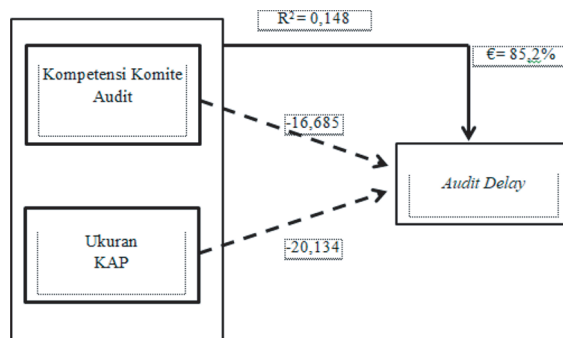 R²= 0,148
€= 85,2%
Kompetensi Komite
Audit
-16,685
Audit Delay
Ukuran
KAP
-20,134